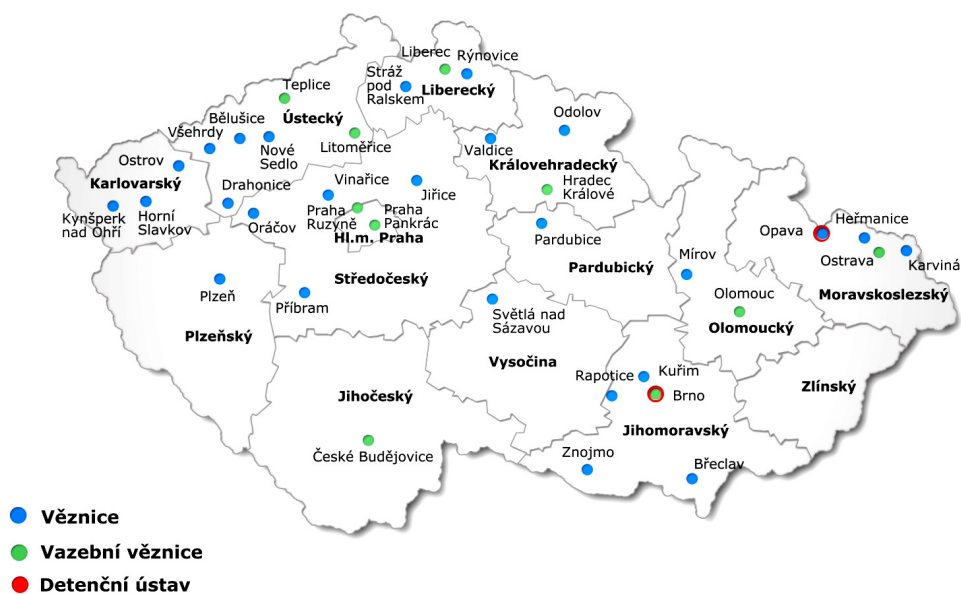 Liberec
Rýnovice
Stráž
pod
Ralskem
Liberecký
Teplice
Ústecký
Odolov
Bělušice
Všehrdy
Nové
Sedlo
Litoměřice
Valdice
Královehradecký
Ostrov
Karlovarský
Drahonice
Vinařice
Jiřice
Hradec
Králové
Kynšperk
nad Ohří
Horní
Slavkov
Oráčov
Praha
Ruzyně
Praha
Pankrác
Hl.m. Praha
Pardubice
Opava
Heřmanice
Ostrava
Karviná
Mírov
Pardubický
Středočeský
Plzeň
Příbram
Olomouc
Moravskoslezský
Světlá nad
Sázavou
Olomoucký
Plzeňský
Vysočina
Kuřim
Rapotice
Brno
Zlínský
Jihočeský
Jihomoravský
České Budějovice
Znojmo
Břeclav
Věznice
Vazební věznice
Detenční ústav